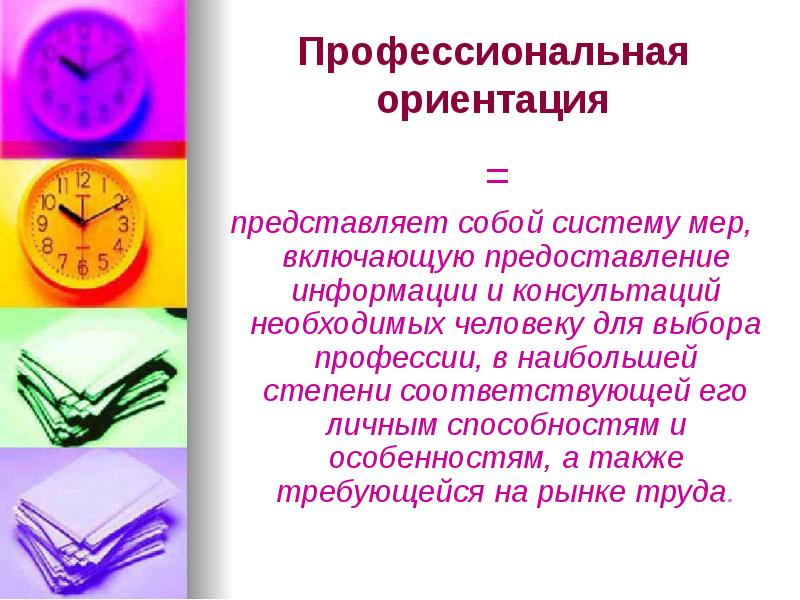 Профессиональная
ориентация
=
представляет собой систему мер,
включающую предоставление
информации и консультаций
необходимых человеку для выбора
профессии, в наибольшей
степени соответствующей его
личным способностям и
особенностям, а также
требующейся на рынке труда.